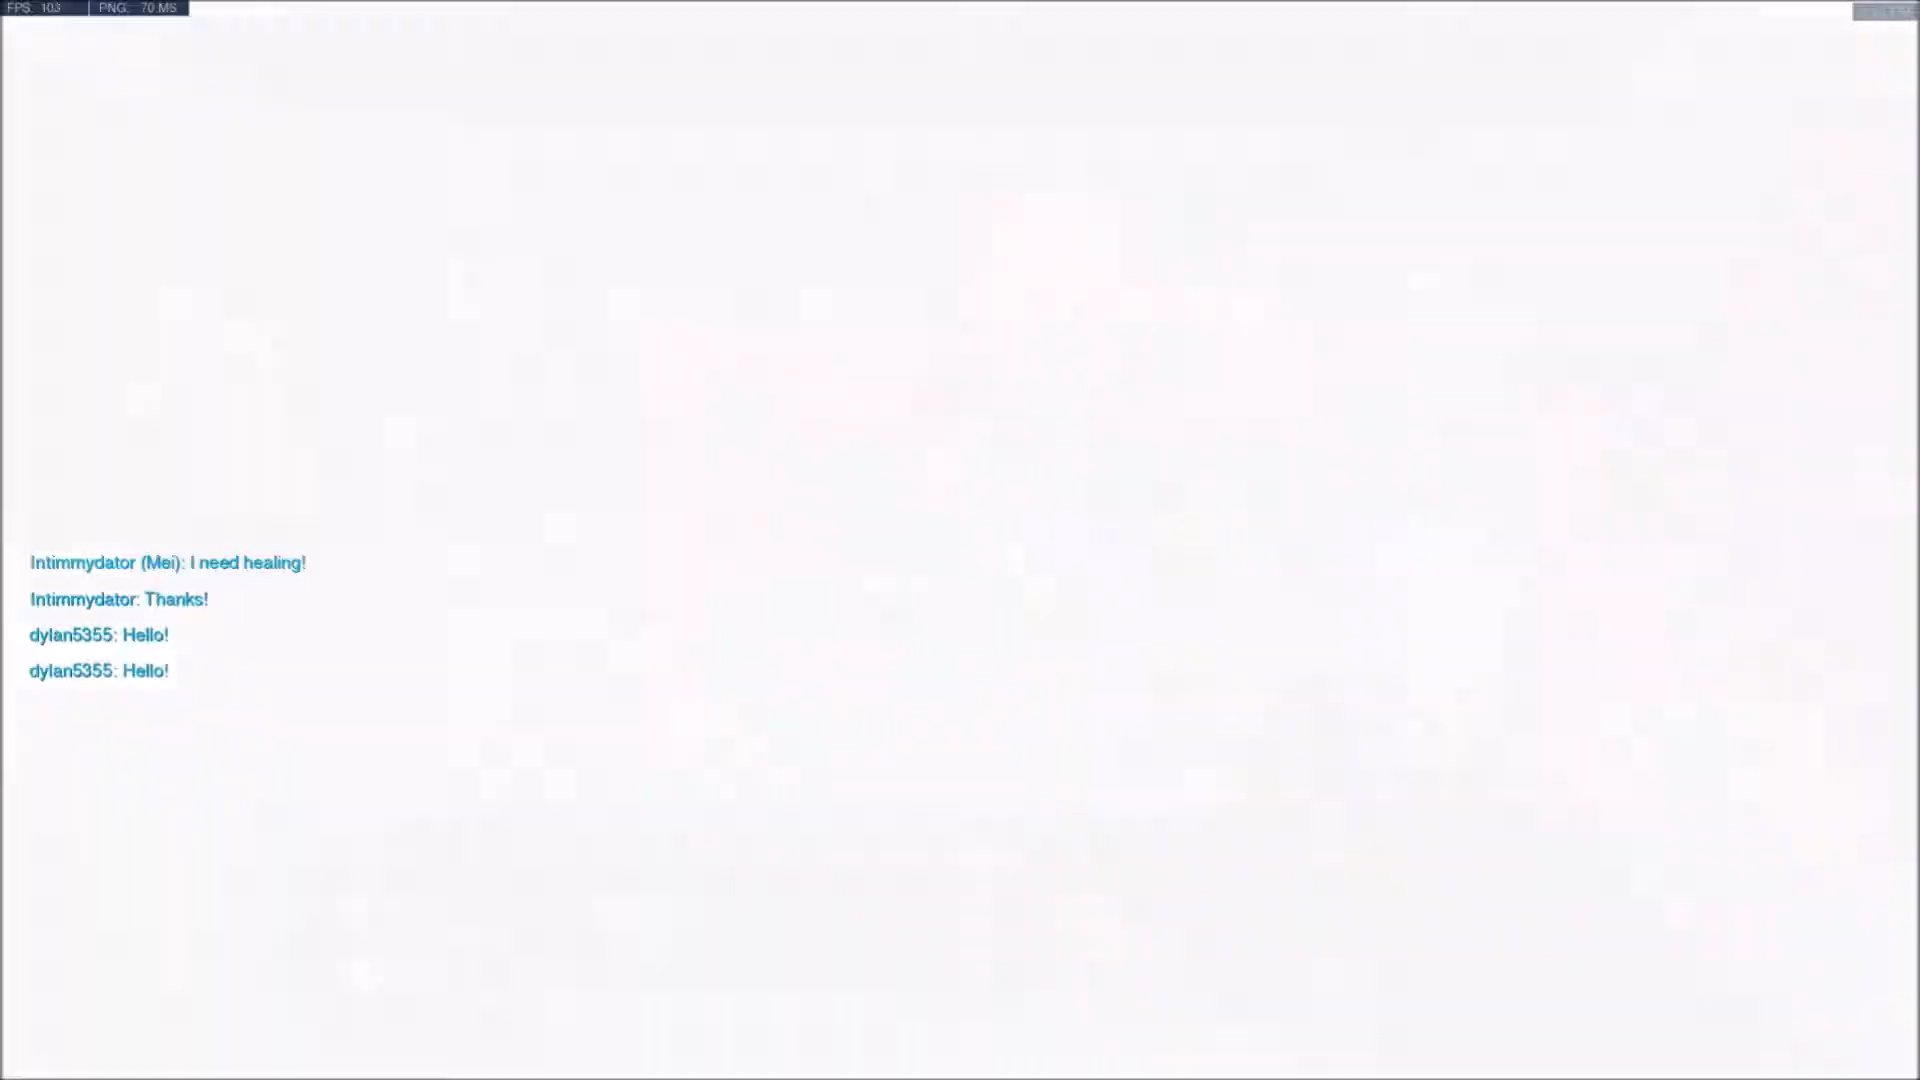 FPS: 103 PNG: 70 MS
Intimmydator (Mei): I need healing!
Intimmydator: Thanks!
dylan5355: Hello!
dylan5355: Hello!